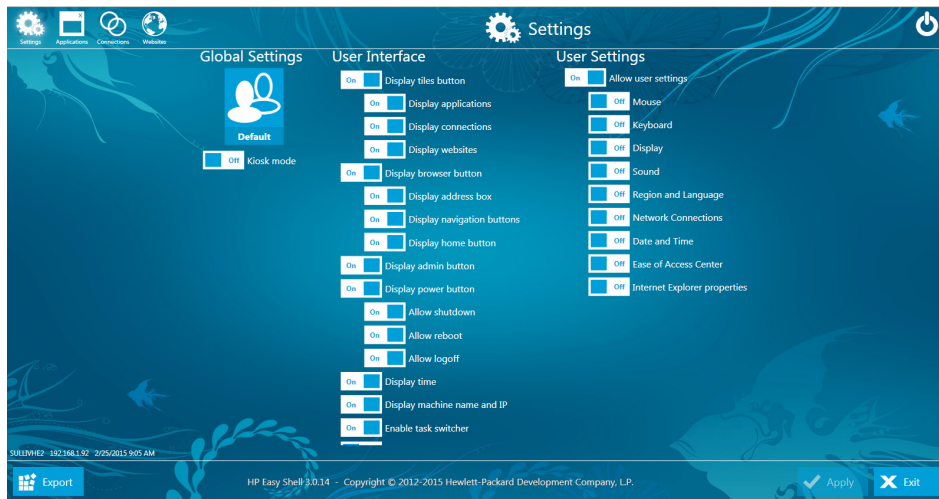 Settings
Applications
Connections
Websites
Settings
Global Settings
Default
Off Kiosk mode
User Interface
On Display tiles button
On Display applications
On Display connections
On Display websites
On Display browser button
On Display address box
On Display navigation buttons
On Display home button
On Display admin button
On Display power button
On Allow shutdown
On Allow reboot
On Allow logoff
On Display time
On Display machine name and IP
On Enable task switcher
User Settings
On Allow user settings
Off Mouse
Off Keyboard
Off Display
Off Sound
Off Region and Language
Off Network Connections
Off Date and Time
Off Ease of Access Center
Off Internet Explorer properties
SULLIVHE2 192.168.1.92 2/25/2015 9:05 AM
Export
HP Easy Shell 3.0.14 - Copyright © 2012-2015 Hewlett-Packard Development Company, L.P.
Apply
Exit